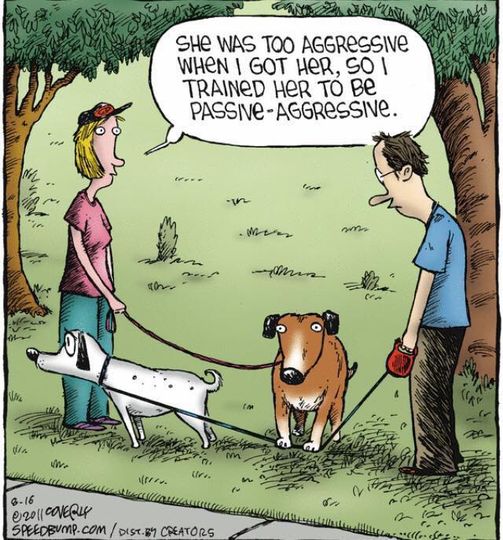 SHE WAS TOO AGGRESSIVE
WHEN I GOT HER, SO I
TRAINED HER TO BE
PASSIVE-AGGRESSIVE.
8-16
©2011 COVERLY
SPEEDBUMP.COM / DIST. BY CREATORS